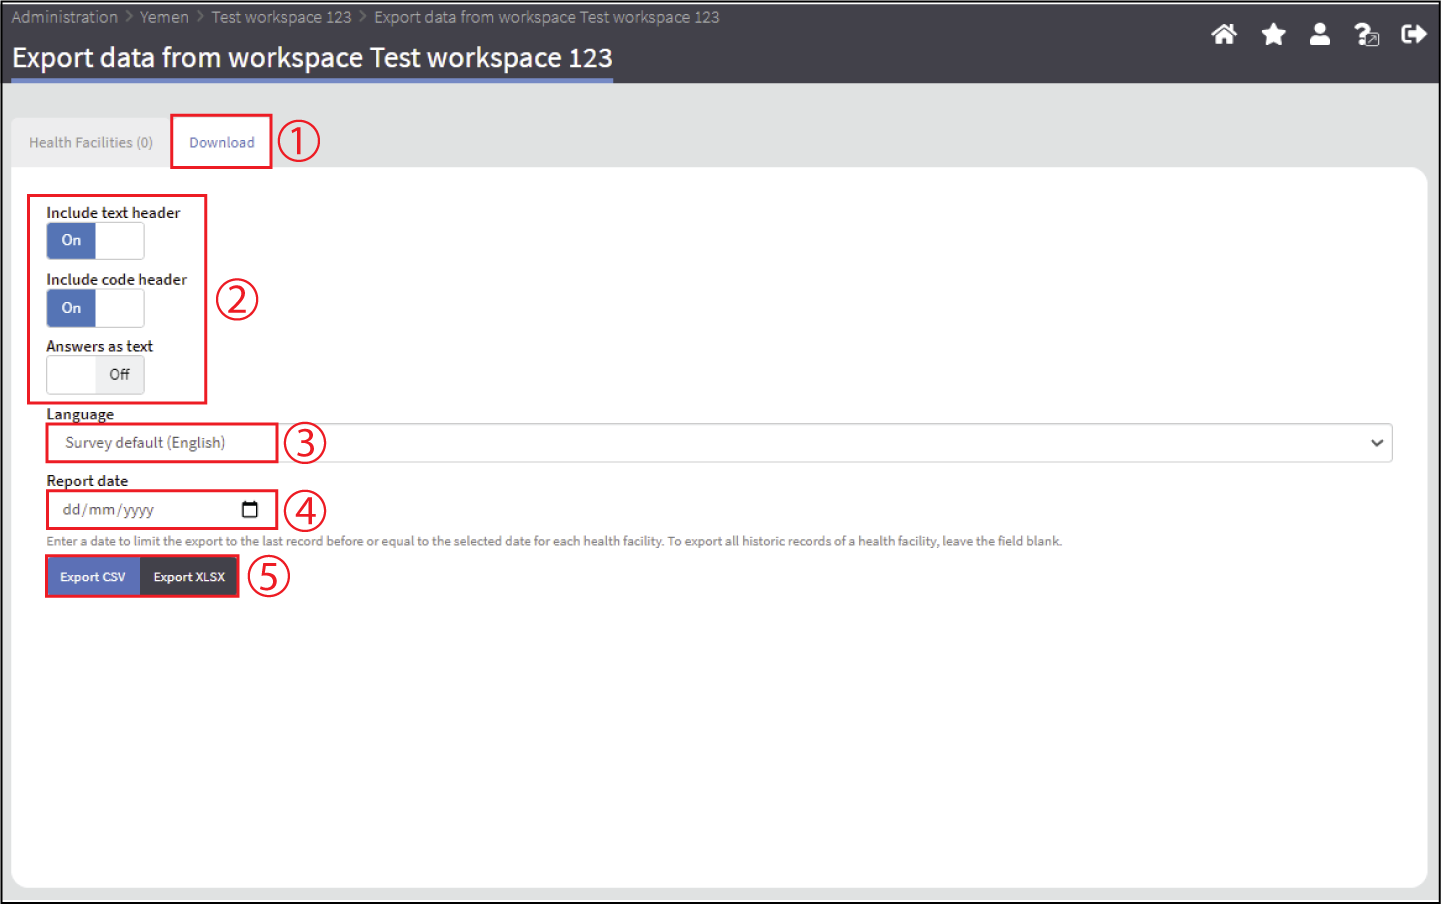 Administration > Yemen > Test workspace 123 > Export data from workspace Test workspace 123
Export data from workspace Test workspace 123
Health Facilities (0)
Download
①
Include text header
On
Include code header
On
②
Answers as text
Off
Language
Survey default (English)
③
Report date
dd/mm/yyyy
④
Enter a date to limit the export to the last record before or equal to the selected date for each health facility. To export all historic records of a health facility, leave the field blank.
Export CSV
Export XLSX
⑤